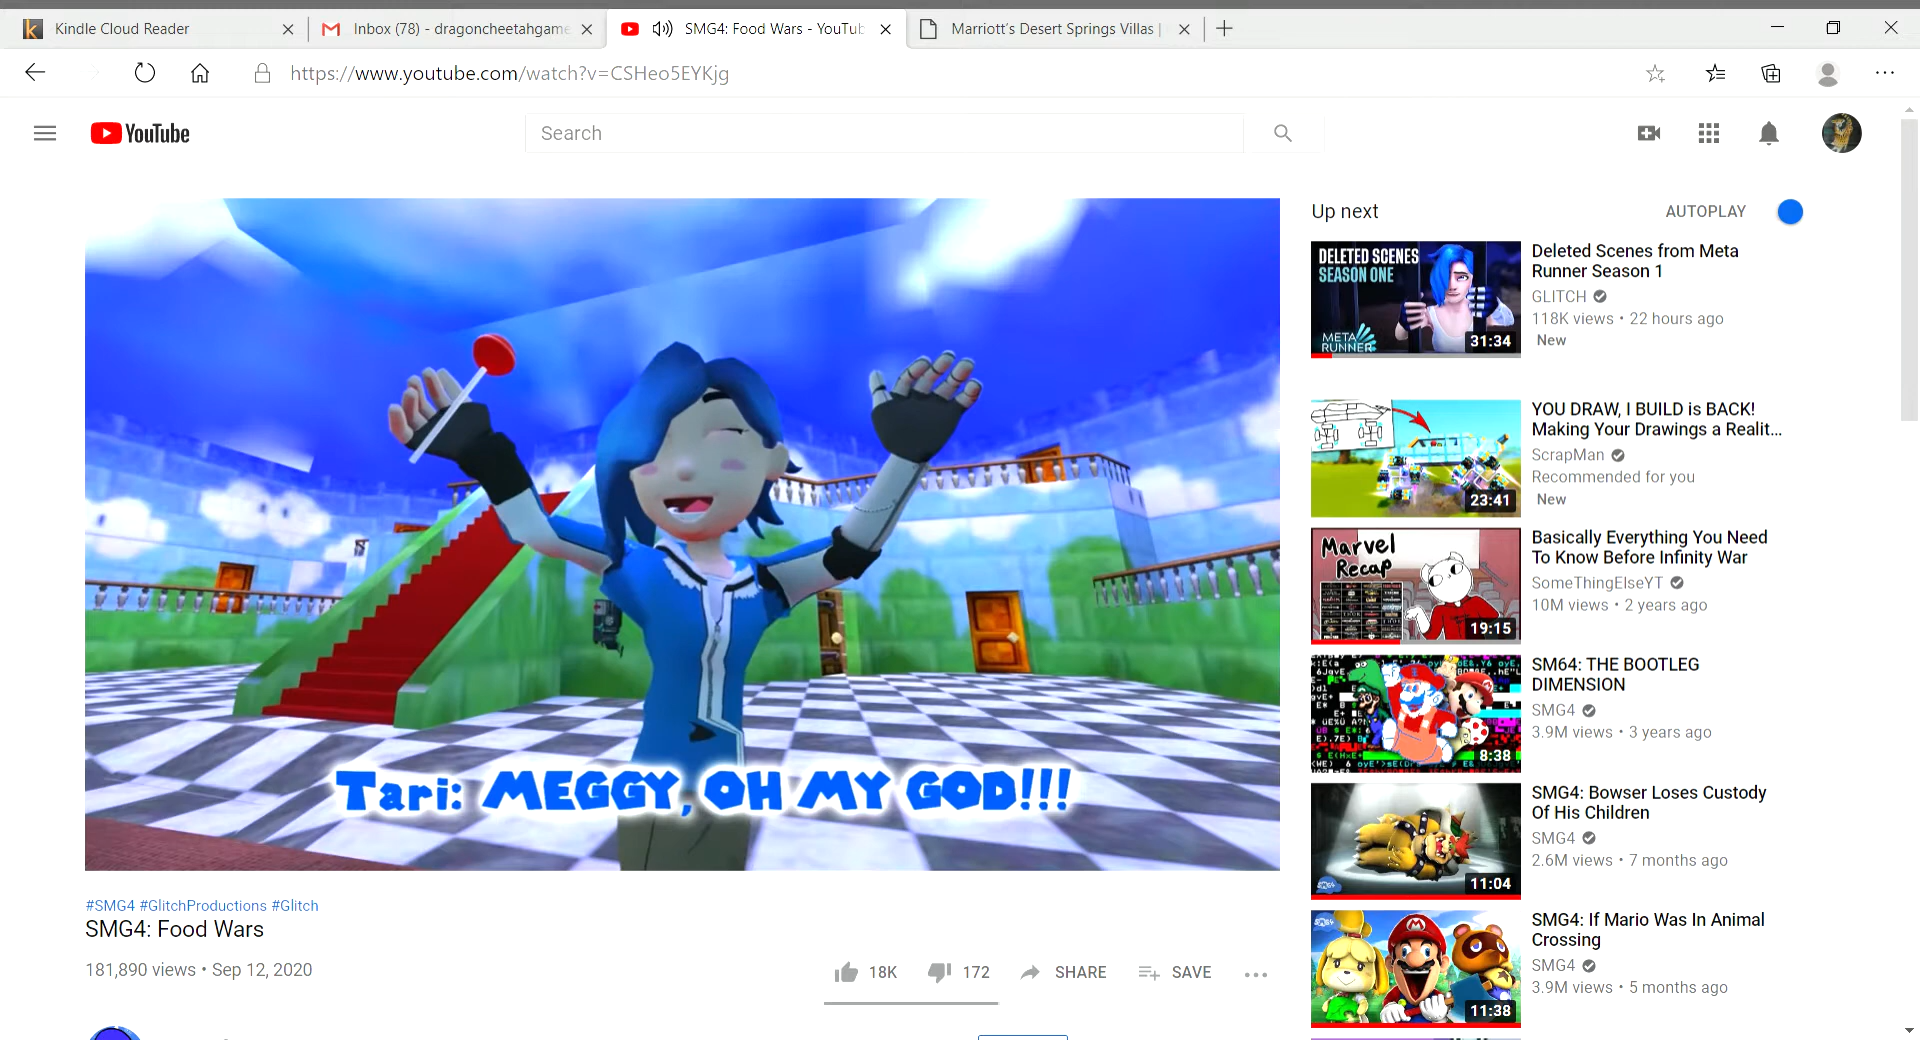 Kindle Cloud Reader
Inbox (78) - dragoncheetahgame
SMG4: Food Wars - YouTub
Marriott's Desert Springs Villas |
https://www.youtube.com/watch?v=CSHeo5EYKjg
YouTube
Search
Tari: MEGGY, OH MY GOD!!!
#SMG4 #GlitchProductions #Glitch
SMG4: Food Wars
181,890 views • Sep 12, 2020
18K
172
SHARE
SAVE
Up next
AUTOPLAY
DELETED SCENES
SEASON ONE
META
RUNNER
31:34
Deleted Scenes from Meta
Runner Season 1
GLITCH
118K views • 22 hours ago
New
23:41
YOU DRAW, I BUILD is BACK!
Making Your Drawings a Realit...
ScrapMan
Recommended for you
New
Marvel
Recap
19:15
Basically Everything You Need
To Know Before Infinity War
SomeThingElseYT
10M views • 2 years ago
8:38
SM64: THE BOOTLEG
DIMENSION
SMG4
3.9M views • 3 years ago
11:04
SMG4: Bowser Loses Custody
Of His Children
SMG4
2.6M views • 7 months ago
11:38
SMG4: If Mario Was In Animal
Crossing
SMG4
3.9M views • 5 months ago